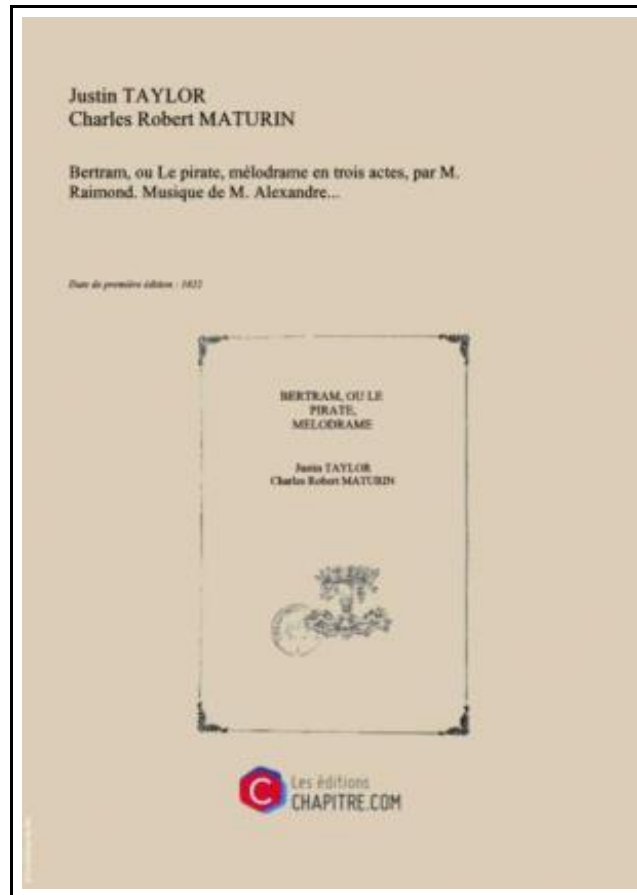 Justin TAYLOR
Charles Robert MATURIN
Bertram, ou Le pirate, mélodrame en trois actes, par M.
Raimond. Musique de M. Alexandre...
Date de première édition : 1822
BERTRAM, OU LE
PIRATE,
MELODRAME
Justin TAYLOR
Charles Robert MATURIN
C
Les éditions
CHAPITRE.COM